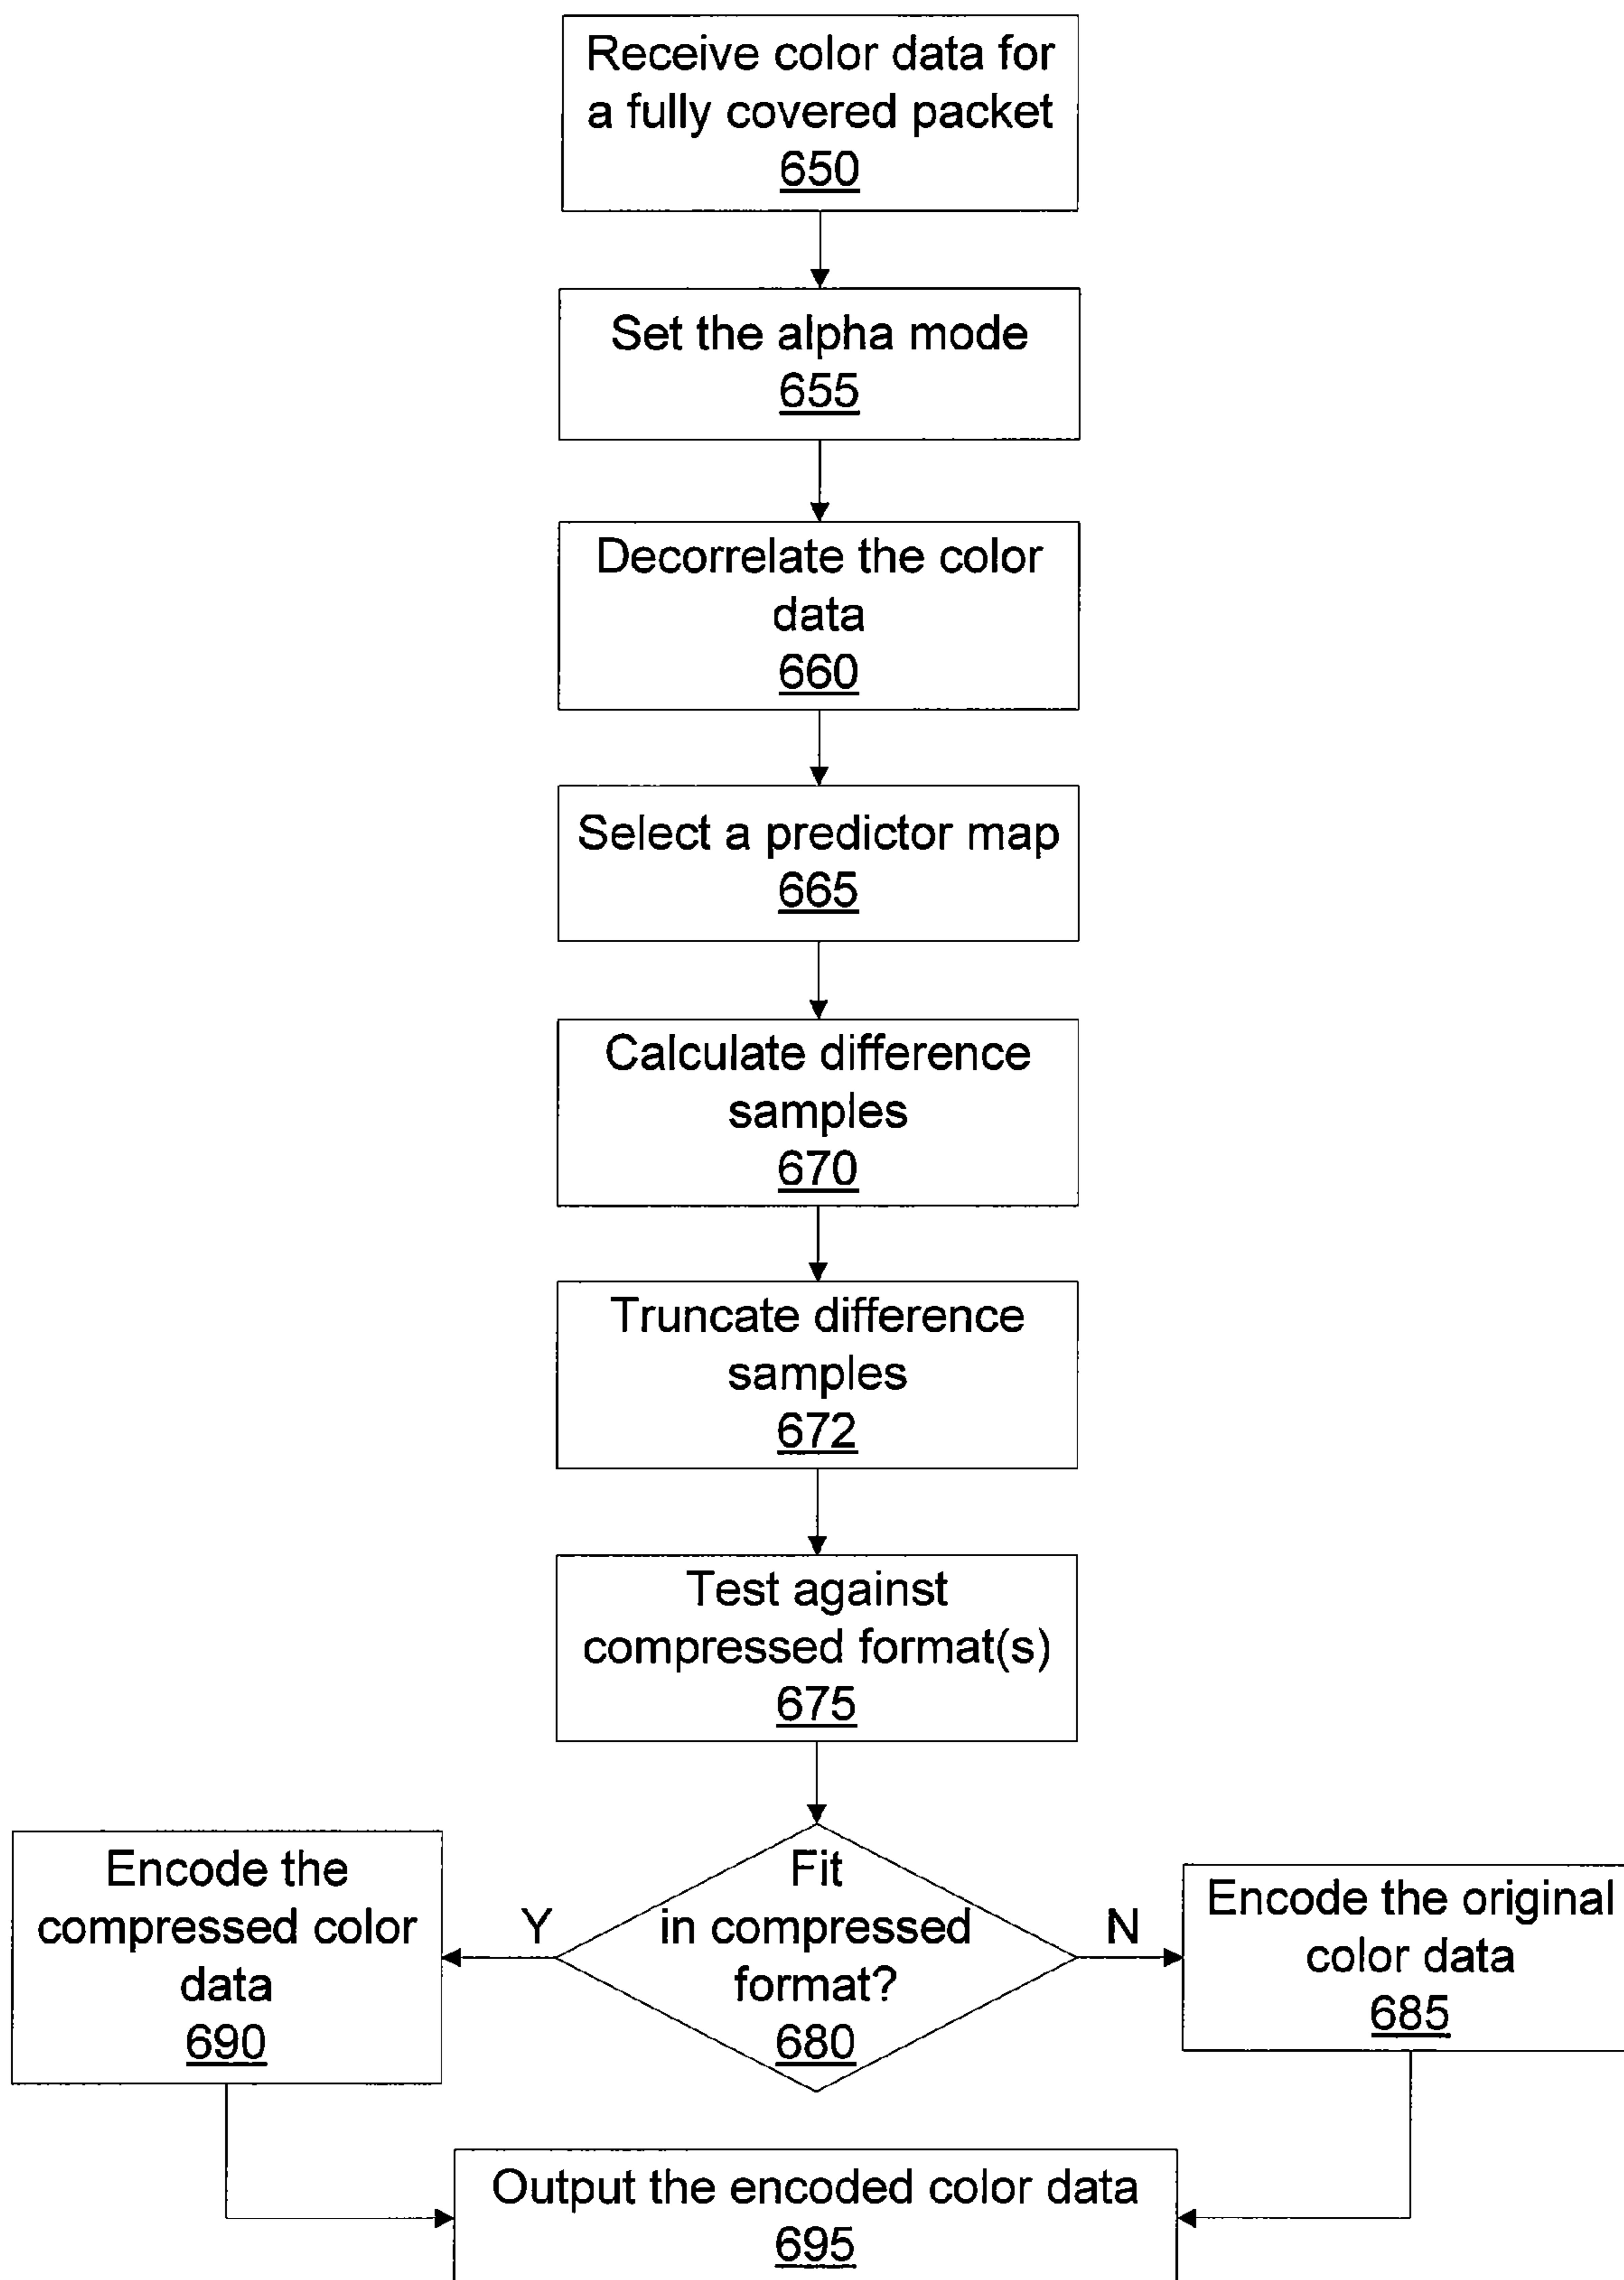 Receive color data for
a fully covered packet
650
Set the alpha mode
655
Decorrelate the color
data
660
Select a predictor map
665
Calculate difference
samples
670
Truncate difference
samples
672
Test against
compressed format(s)
675
Fit
in compressed
format?
680
Y
N
Encode the
compressed color
data
690
Encode the original
color data
685
Output the encoded color data
695